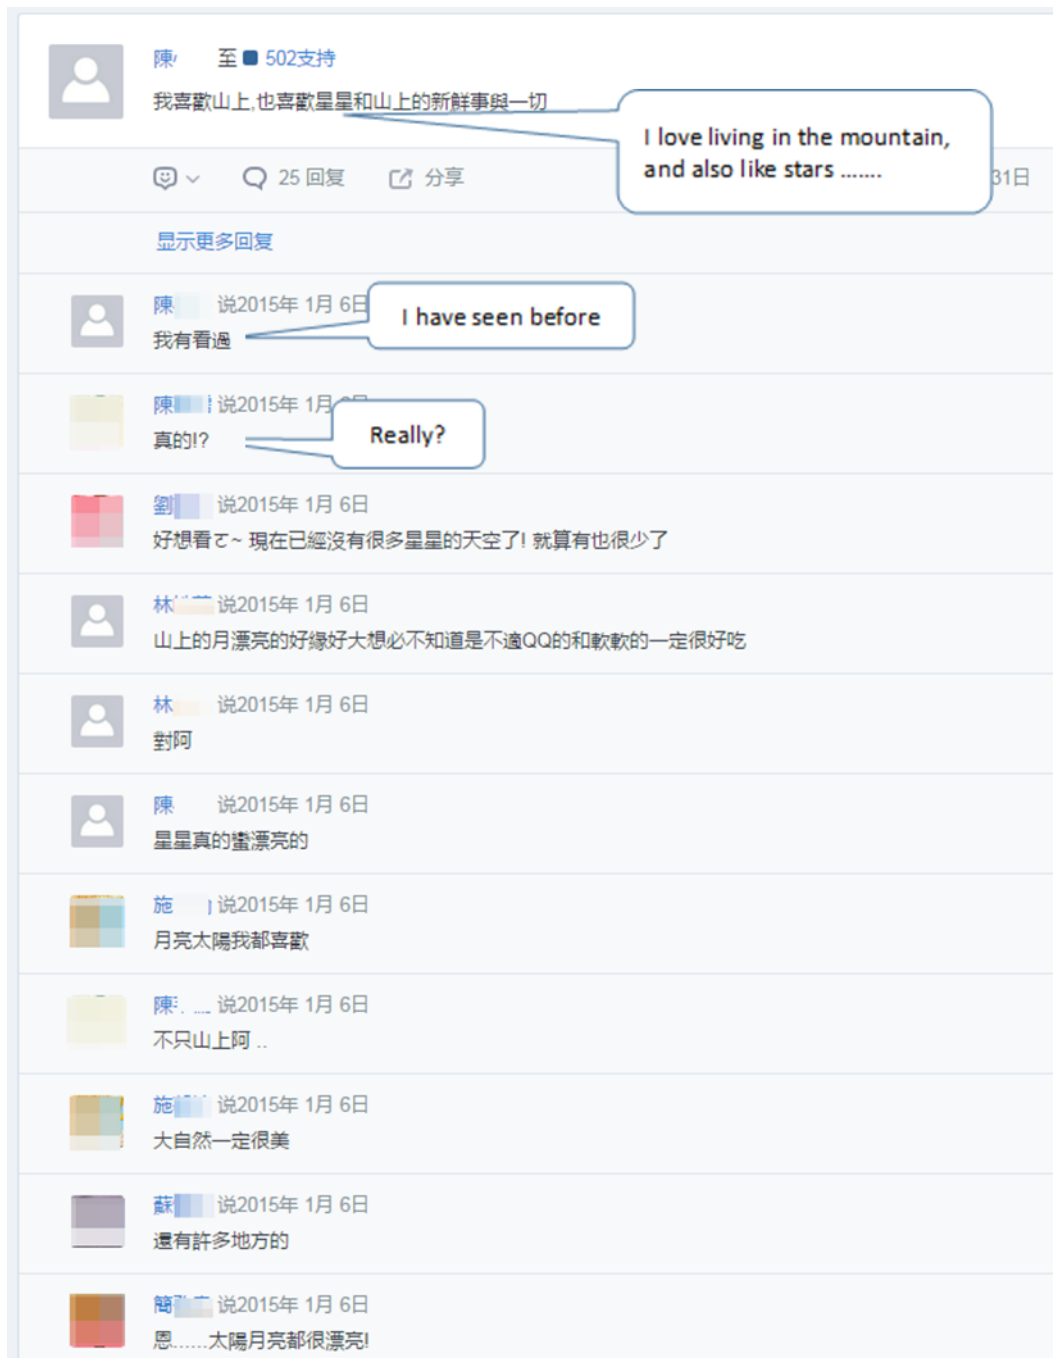 陳 至 502支持
我喜歡山上,也喜歡星星和山上的新鮮事與一切
I love living in the mountain,
and also like stars .......
25 回复 分享 31日
显示更多回复
陳 说2015年 1月 6日
I have seen before
我有看過
陳 说2015年 1月
Really?
真的!?
劉 说2015年 1月 6日
好想看ㄛ~ 現在已經沒有很多星星的天空了! 就算有也很少了
林 说2015年 1月 6日
山上的月漂亮的好緣好大想必不知道是不適QQ的和軟軟的一定很好吃
林 说2015年 1月 6日
對阿
陳 说2015年 1月 6日
星星真的蠻漂亮的
施 说2015年 1月 6日
月亮太陽我都喜歡
陳 说2015年 1月 6日
不只山上阿 ..
施 说2015年 1月 6日
大自然一定很美
蘇 说2015年 1月 6日
還有許多地方的
簡 说2015年 1月 6日
恩......太陽月亮都很漂亮!